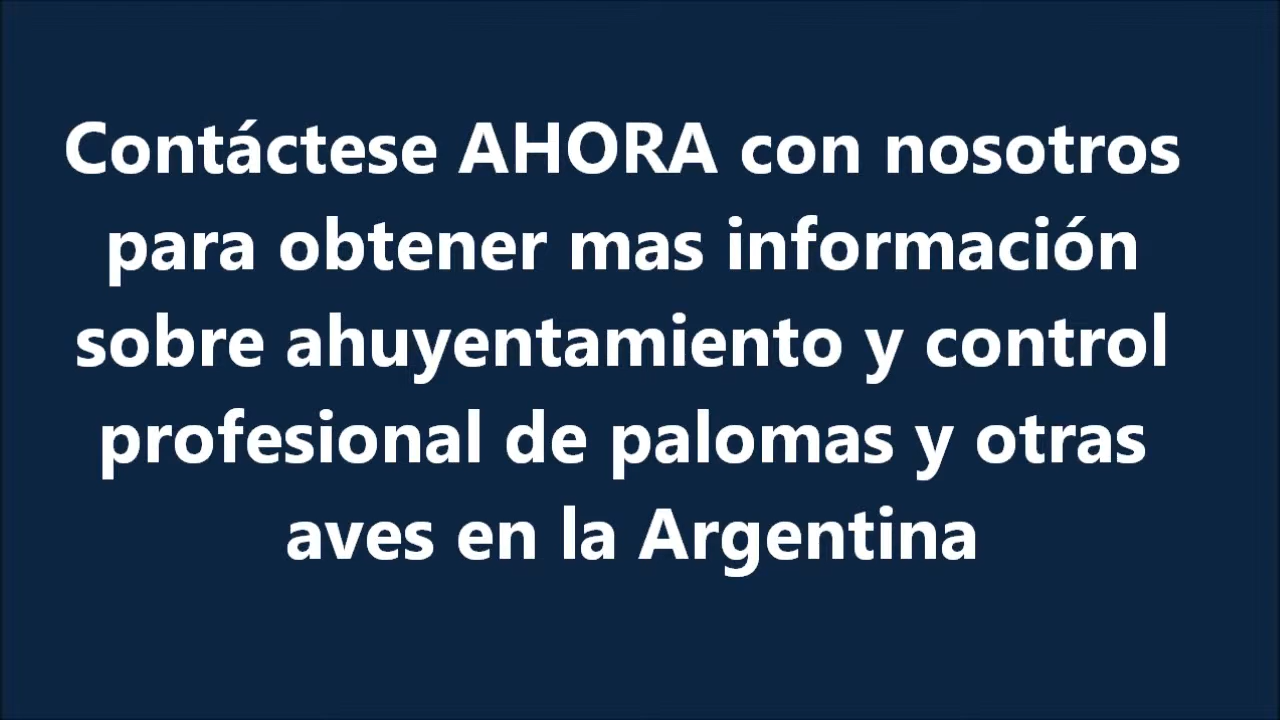 Contáctese AHORA con nosotros
para obtener mas información
sobre ahuyentamiento y control
profesional de palomas y otras
aves en la Argentina